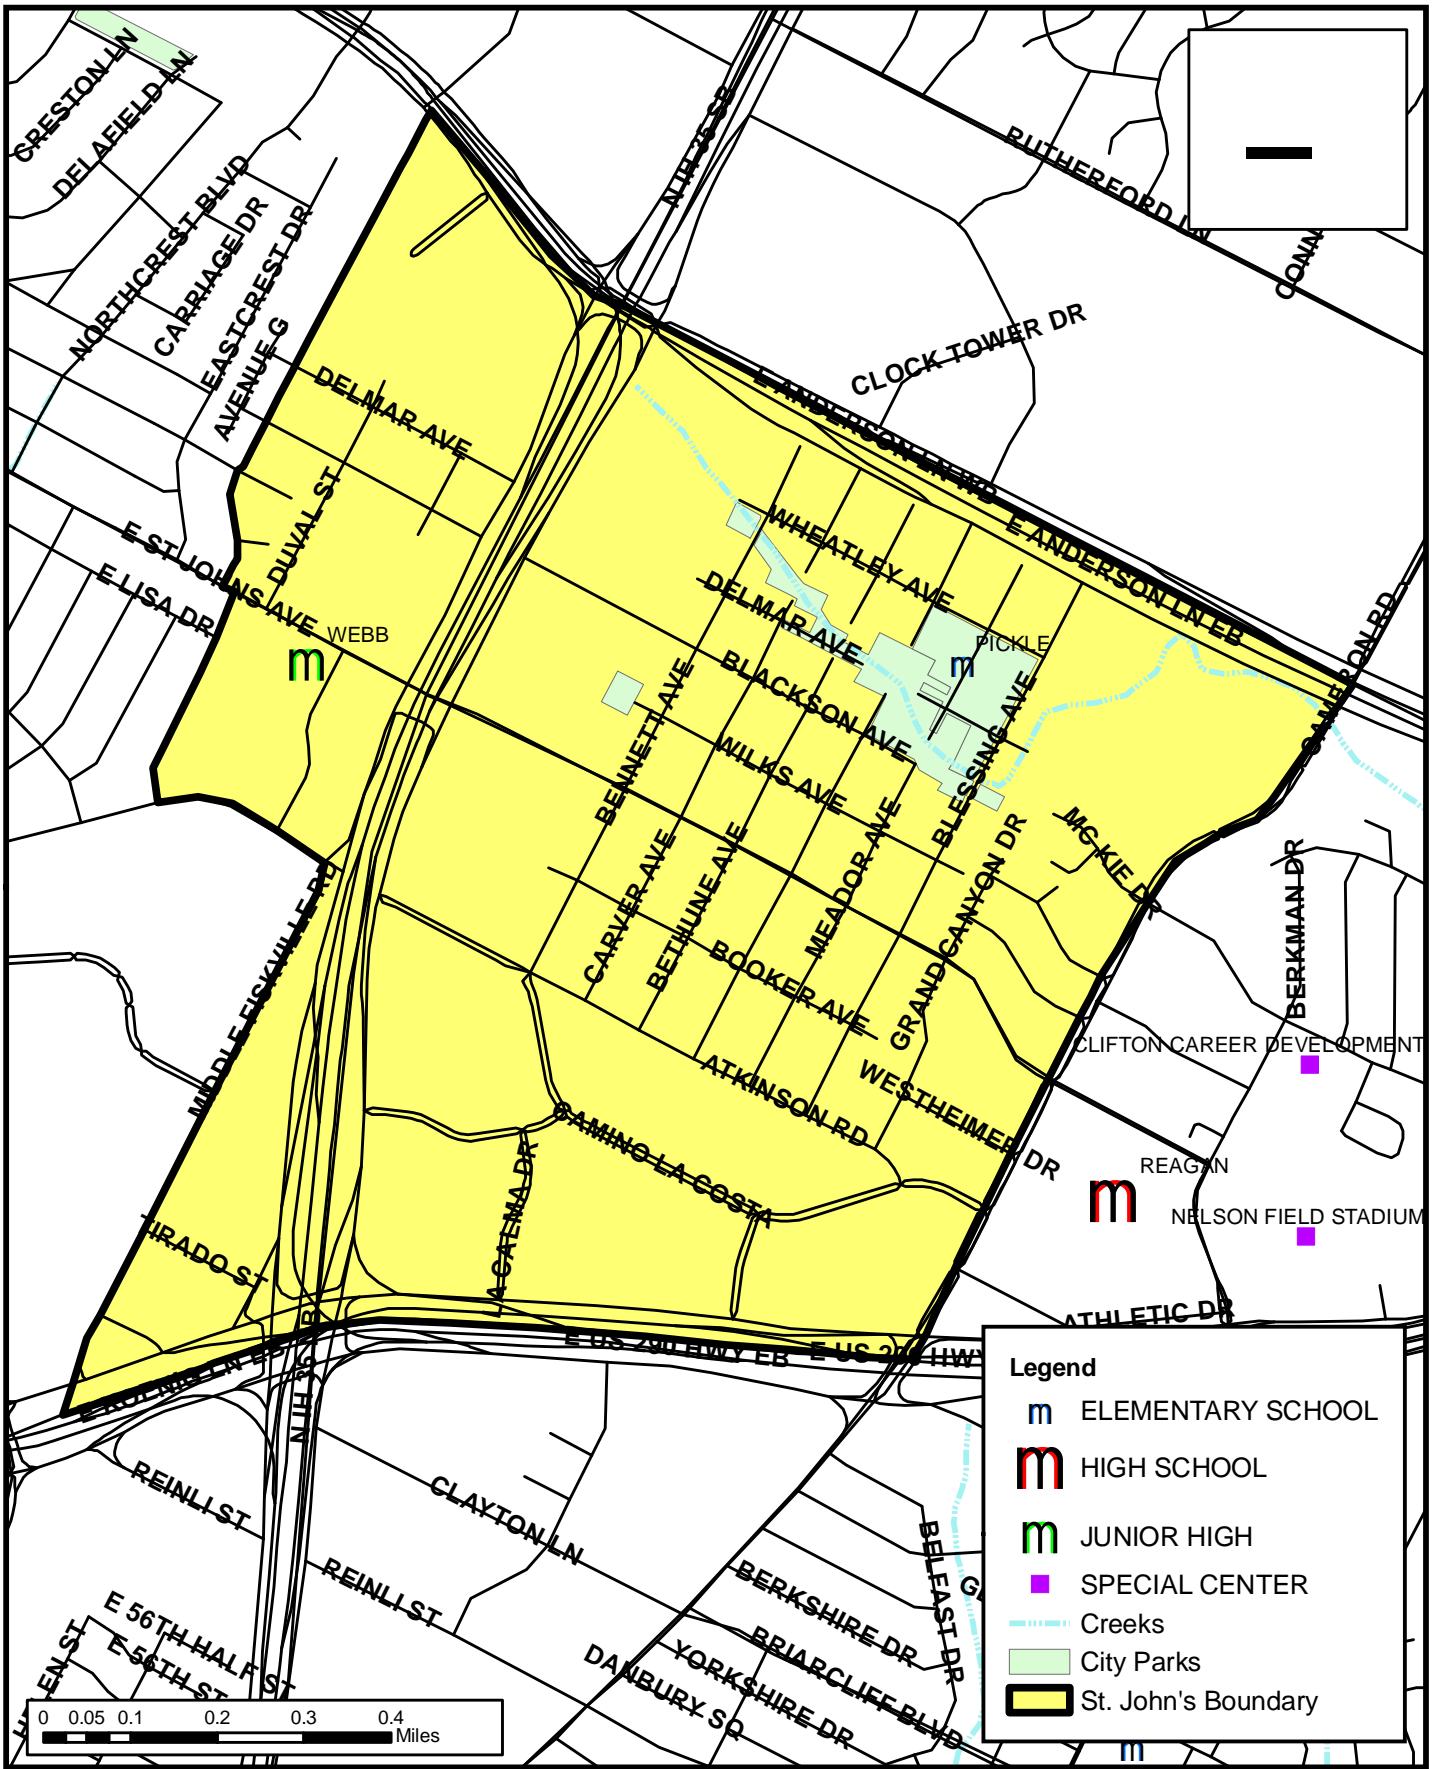 CRESTON LN
DELAFIELD LN
N IH 35 SB
RUTHERFORD LN
CONN
NORTHCREST BLVD
CARRIAGE DR
EASTCREST DR
AVENUE G
CLOCK TOWER DR
DELMAR AVE
E ANDERSON LN WB
E ANDERSON LN EB
DUVAL ST
WHEATLEY AVE
E ST JOHNS AVE
E LISA DR
DELMAR AVE
CAMERON RD
WEBB
PICKLE
BLACKSON AVE
BENNETT AVE
BLESSING AVE
WILKS AVE
MC KIE DR
MEADOR AVE
GRAND CANYON DR
CARVER AVE
BETHUNE AVE
BERKMAN DR
MIDDLE FISKVILLE RD
BOOKER AVE
CLIFTON CAREER DEVELOPMENT
ATKINSON RD
WESTHEIMER DR
CAMINO LA COSTA
REAGAN
NELSON FIELD STADIUM
LA CALMA DR
TIRADO ST
ATHLETIC DR
E US 290 HWY EB
E US 290 HWY
E KOENIG LN EB
N IH 35 NB
REINLI ST
CLAYTON LN
REINLI ST
BELFAST DR
BERKSHIRE DR
BRIARCLIFF BLVD
YORKSHIRE DR
DANBURY SQ
E 56TH HALF ST
E 56TH ST
Legend
ELEMENTARY SCHOOL
HIGH SCHOOL
JUNIOR HIGH
SPECIAL CENTER
Creeks
City Parks
St. John's Boundary
0 0.05 0.1 0.2 0.3 0.4
Miles